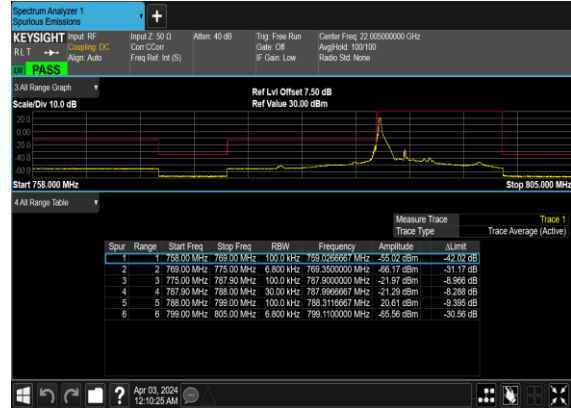 Spectrum Analyzer 1
Spurious Emissions
+
KEYSIGHT Input: RF Input Z: 50 Ω Atten: 40 dB Trig: Free Run Center Freq: 22.005000000 GHz
RLT Coupling: DC Corr CCorr Gate: Off Avg|Hold: 100/100
Align: Auto Freq Ref: Int (S) IF Gain: Low Radio Std: None
PASS
3 All Range Graph Ref Lvl Offset 7.50 dB
Scale/Div 10.0 dB Ref Value 30.00 dBm
20.0
0.00
-20.0
-40.0
-60.0
Start 758.000 MHz Stop 805.000 MHz
4 All Range Table
Measure Trace Trace 1
Trace Type Trace Average (Active)
Spur Range Start Freq Stop Freq RBW Frequency Amplitude ΔLimit
1 1 758.00 MHz 769.00 MHz 100.0 kHz 759.0266667 MHz -55.02 dBm -42.02 dB
2 2 769.00 MHz 775.00 MHz 6.800 kHz 769.3500000 MHz -66.17 dBm -31.17 dB
3 3 775.00 MHz 787.90 MHz 100.0 kHz 787.9000000 MHz -21.97 dBm -8.966 dB
4 4 787.90 MHz 788.00 MHz 30.00 kHz 787.9966667 MHz -21.29 dBm -8.288 dB
5 5 788.00 MHz 799.00 MHz 100.0 kHz 788.3116667 MHz 20.61 dBm -9.395 dB
6 6 799.00 MHz 805.00 MHz 6.800 kHz 799.1100000 MHz -65.56 dBm -30.56 dB
? Apr 03, 2024
12:10:25 AM